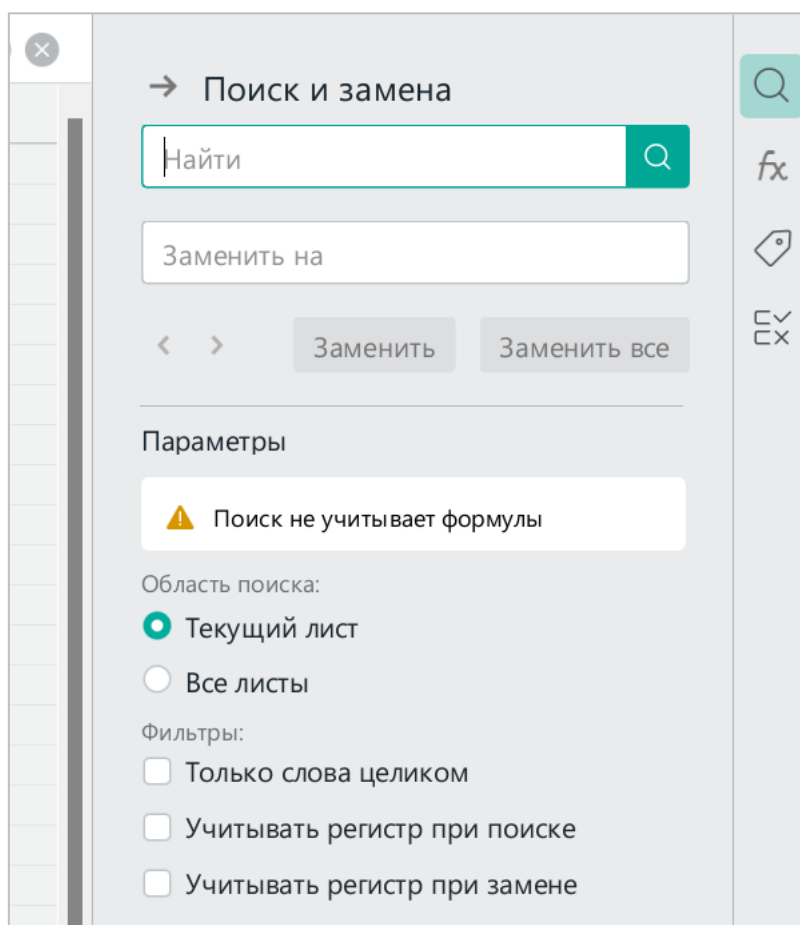 Поиск и замена
Найти
Заменить на
Заменить
Заменить все
Параметры
Поиск не учитывает формулы
Область поиска:
Текущий лист
Все листы
Фильтры:
Только слова целиком
Учитывать регистр при поиске
Учитывать регистр при замене
fx